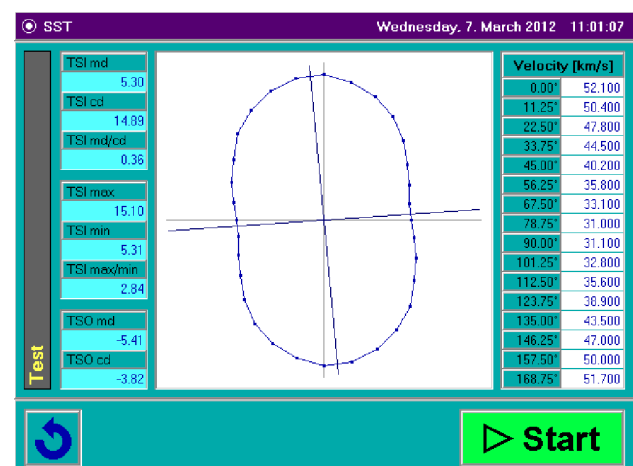 SST Wednesday, 7. March 2012 11:01:07
TSI md
5.30
TSI cd
14.89
TSI md/cd
0.36
TSI max
15.10
TSI min
5.31
TSI max/min
2.84
TSO md
-5.41
TSO cd
-3.82
Test
Velocity [km/s]
0.00° 52.100
11.25° 50.400
22.50° 47.800
33.75° 44.500
45.00° 40.200
56.25° 35.800
67.50° 33.100
78.75° 31.000
90.00° 31.100
101.25° 32.800
112.50° 35.600
123.75° 38.900
135.00° 43.500
146.25° 47.000
157.50° 50.000
168.75° 51.700
Start